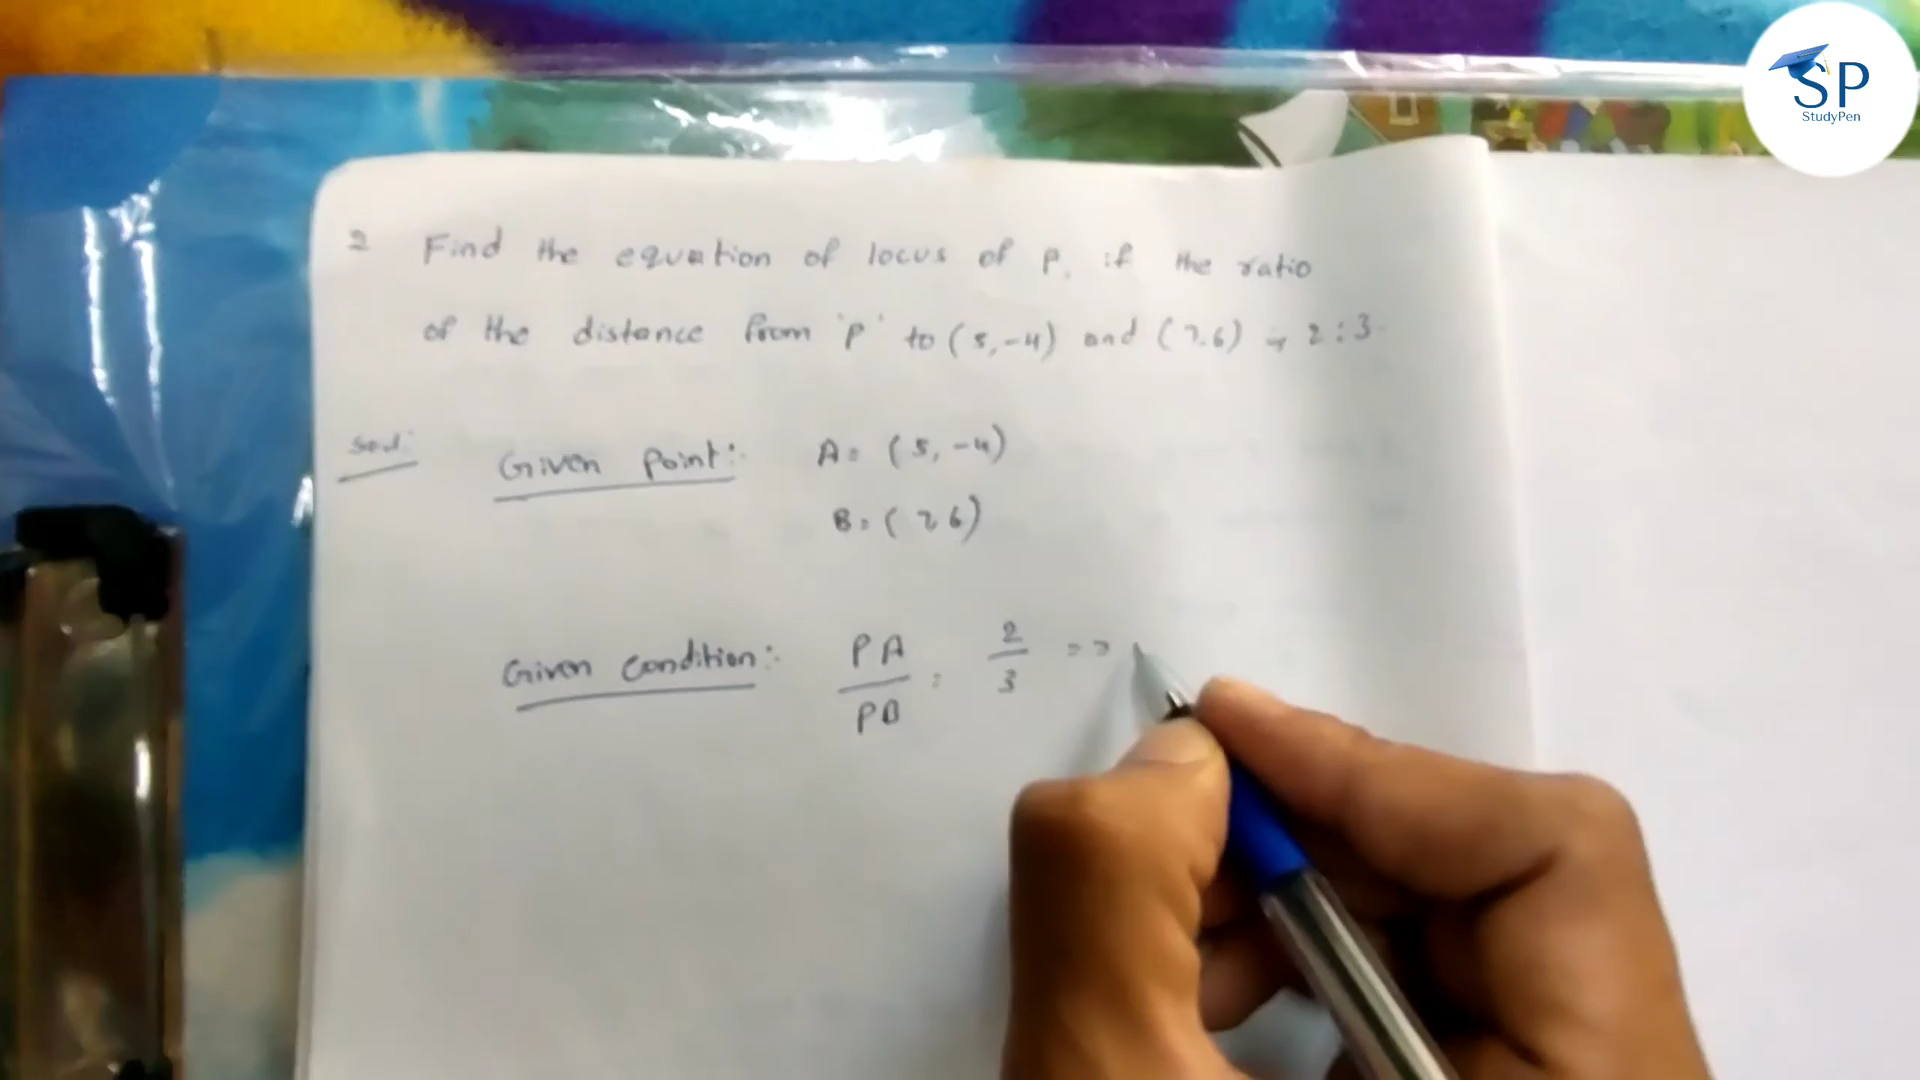 SP
StudyPen
2 Find the equation of locus of P. if the ratio
of the distance from 'P' to (5,-4) and (7.6) is 2:3.
Sol:
Given Point:- A = (5, -4)
B = (7 6)
Given Condition:- PA/PB = 2/3 =>